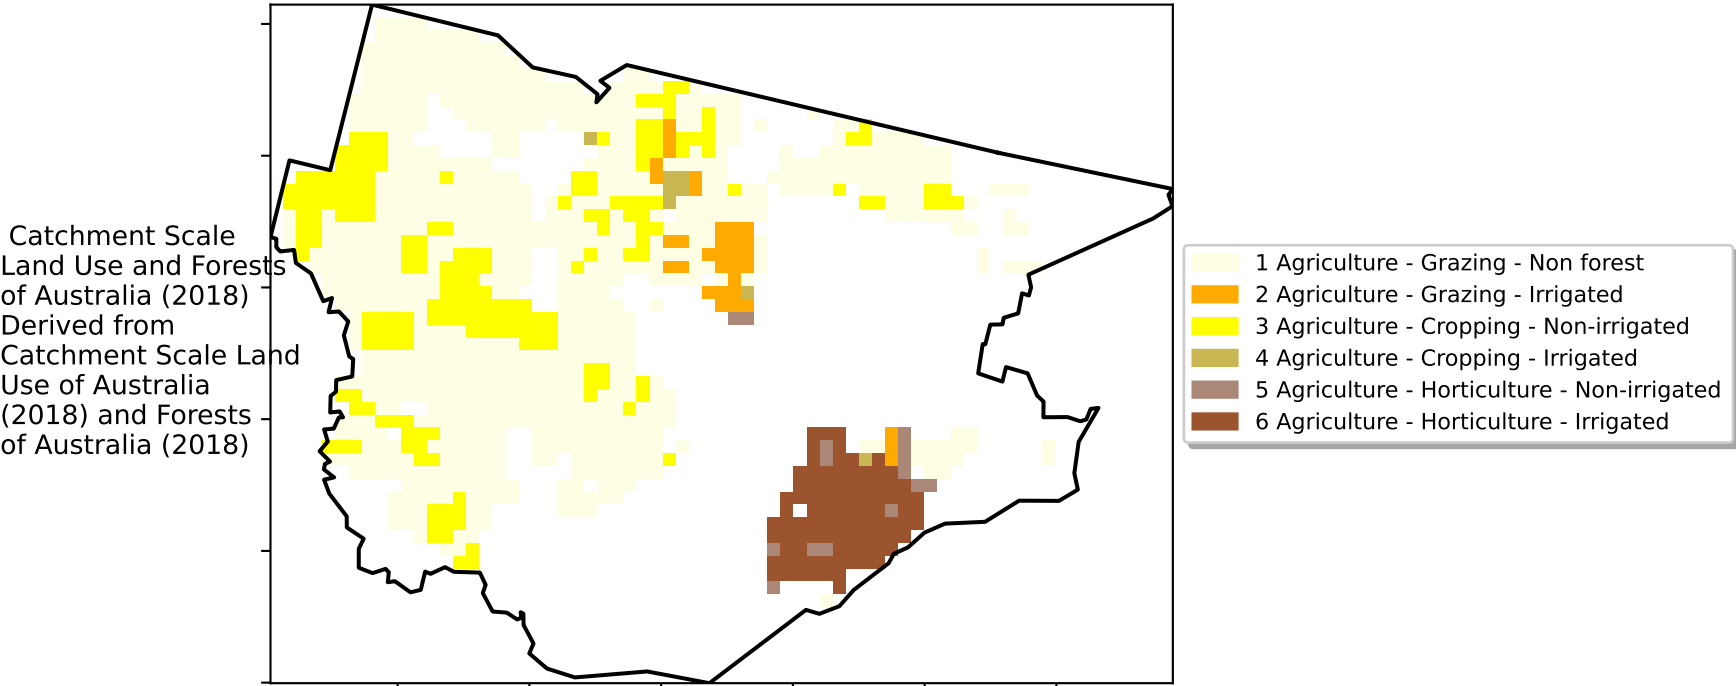 Catchment Scale
Land Use and Forests
of Australia (2018)
Derived from
Catchment Scale Land
Use of Australia
(2018) and Forests
of Australia (2018)
1 Agriculture - Grazing - Non forest
2 Agriculture - Grazing - Irrigated
3 Agriculture - Cropping - Non-irrigated
4 Agriculture - Cropping - Irrigated
5 Agriculture - Horticulture - Non-irrigated
6 Agriculture - Horticulture - Irrigated